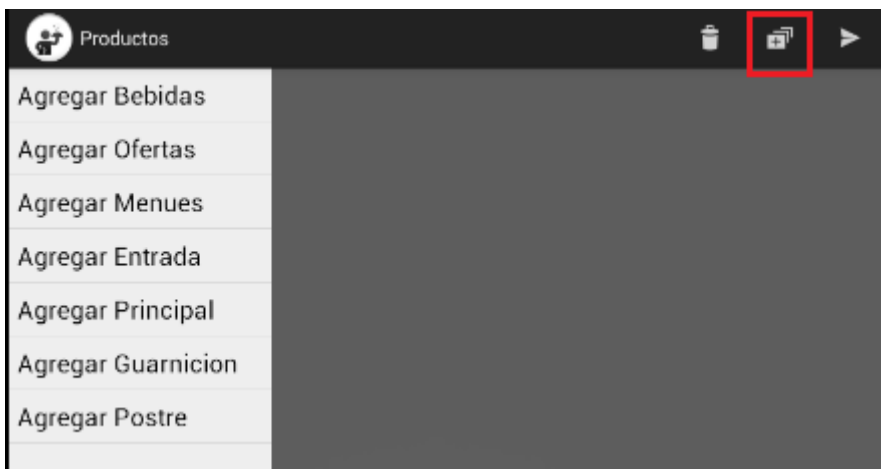 Productos
Agregar Bebidas
Agregar Ofertas
Agregar Menues
Agregar Entrada
Agregar Principal
Agregar Guarnicion
Agregar Postre